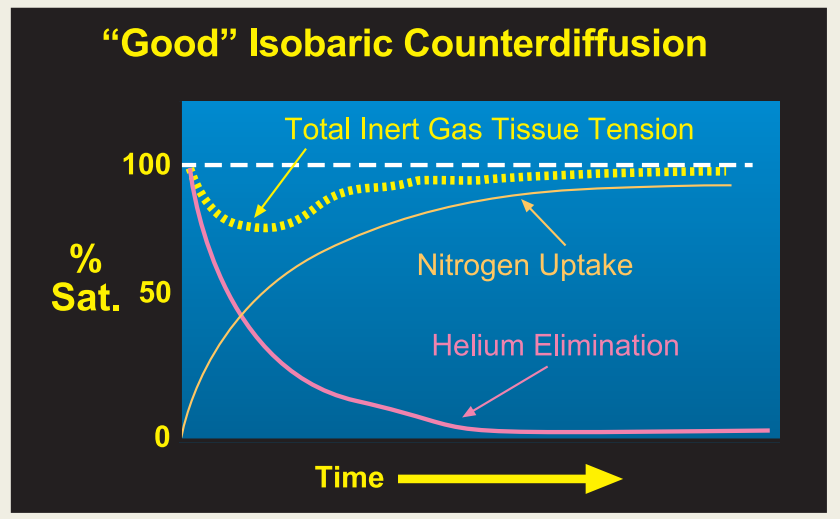 “Good” Isobaric Counterdiffusion
Total Inert Gas Tissue Tension
100
%
Sat.
50
Nitrogen Uptake
Helium Elimination
0
Time